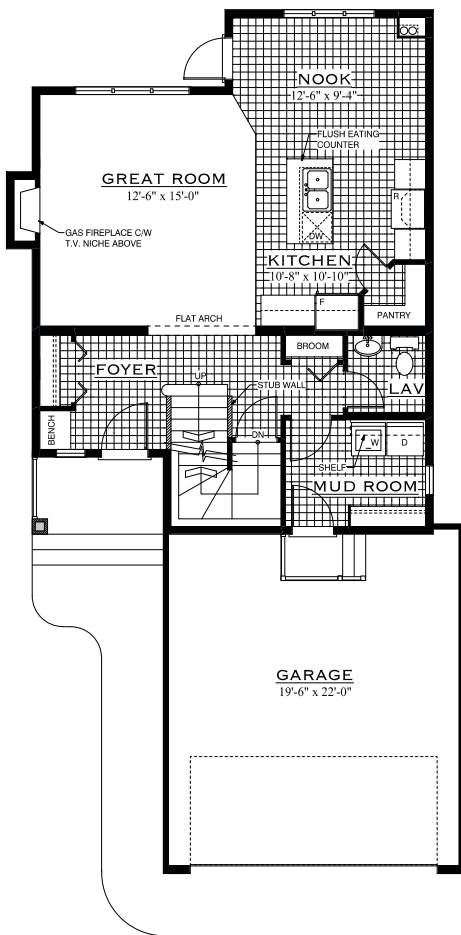 NOOK
12'-6" x 9'-4"
FLUSH EATING
COUNTER
GREAT ROOM
12'-6" x 15'-0"
R
GAS FIREPLACE C/W
T.V. NICHE ABOVE
DW
KITCHEN
10'-8" x 10'-10"
F
PANTRY
FLAT ARCH
BROOM
FOYER
UP
STUB WALL
LAV
BENCH
DN
W
D
SHELF
MUD ROOM
GARAGE
19'-6" x 22'-0"